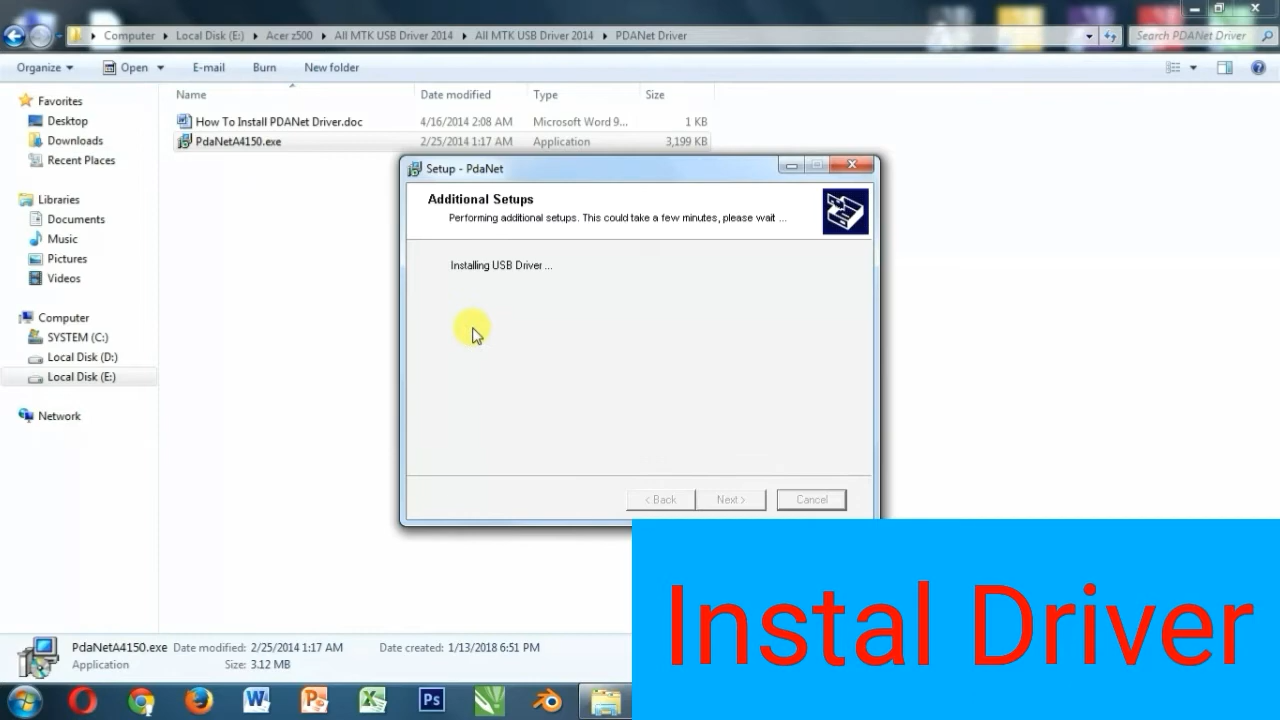 Computer Local Disk (E:) Acer z500 All MTK USB Driver 2014 All MTK USB Driver 2014 PDANet Driver Search PDANet Driver
Organize Open E-mail Burn New folder
Name Date modified Type Size
Favorites
Desktop
Downloads
Recent Places
Libraries
Documents
Music
Pictures
Videos
Computer
SYSTEM (C:)
Local Disk (D:)
Local Disk (E:)
Network
How To Install PDANet Driver.doc 4/16/2014 2:08 AM Microsoft Word 9... 1 KB
PdaNetA4150.exe 2/25/2014 1:17 AM Application 3,199 KB
Setup - PdaNet
Additional Setups
Performing additional setups. This could take a few minutes, please wait ...
Installing USB Driver ...
< Back Next > Cancel
Instal Driver
PdaNetA4150.exe Date modified: 2/25/2014 1:17 AM Date created: 1/13/2018 6:51 PM
Application Size: 3.12 MB
Ps